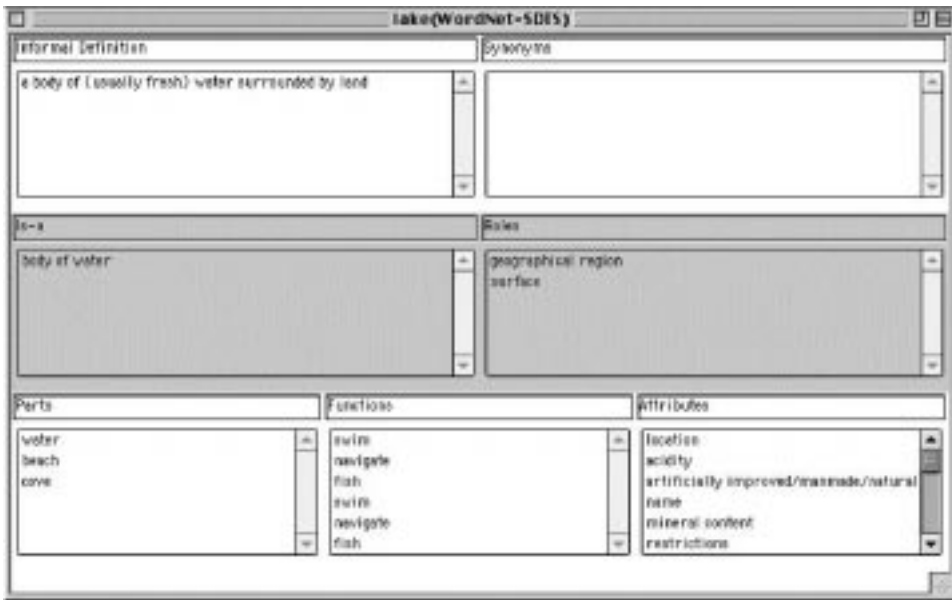 lake(WordNet-SDTS)
Informal Definition
Synonyms
a body of (usually fresh) water surrounded by land
Is-a
Roles
body of water
geographical region
surface
Parts
Functions
Attributes
water
beach
cove
swim
navigate
fish
swim
navigate
fish
location
acidity
artificially improved/manmade/natural
name
mineral content
restrictions